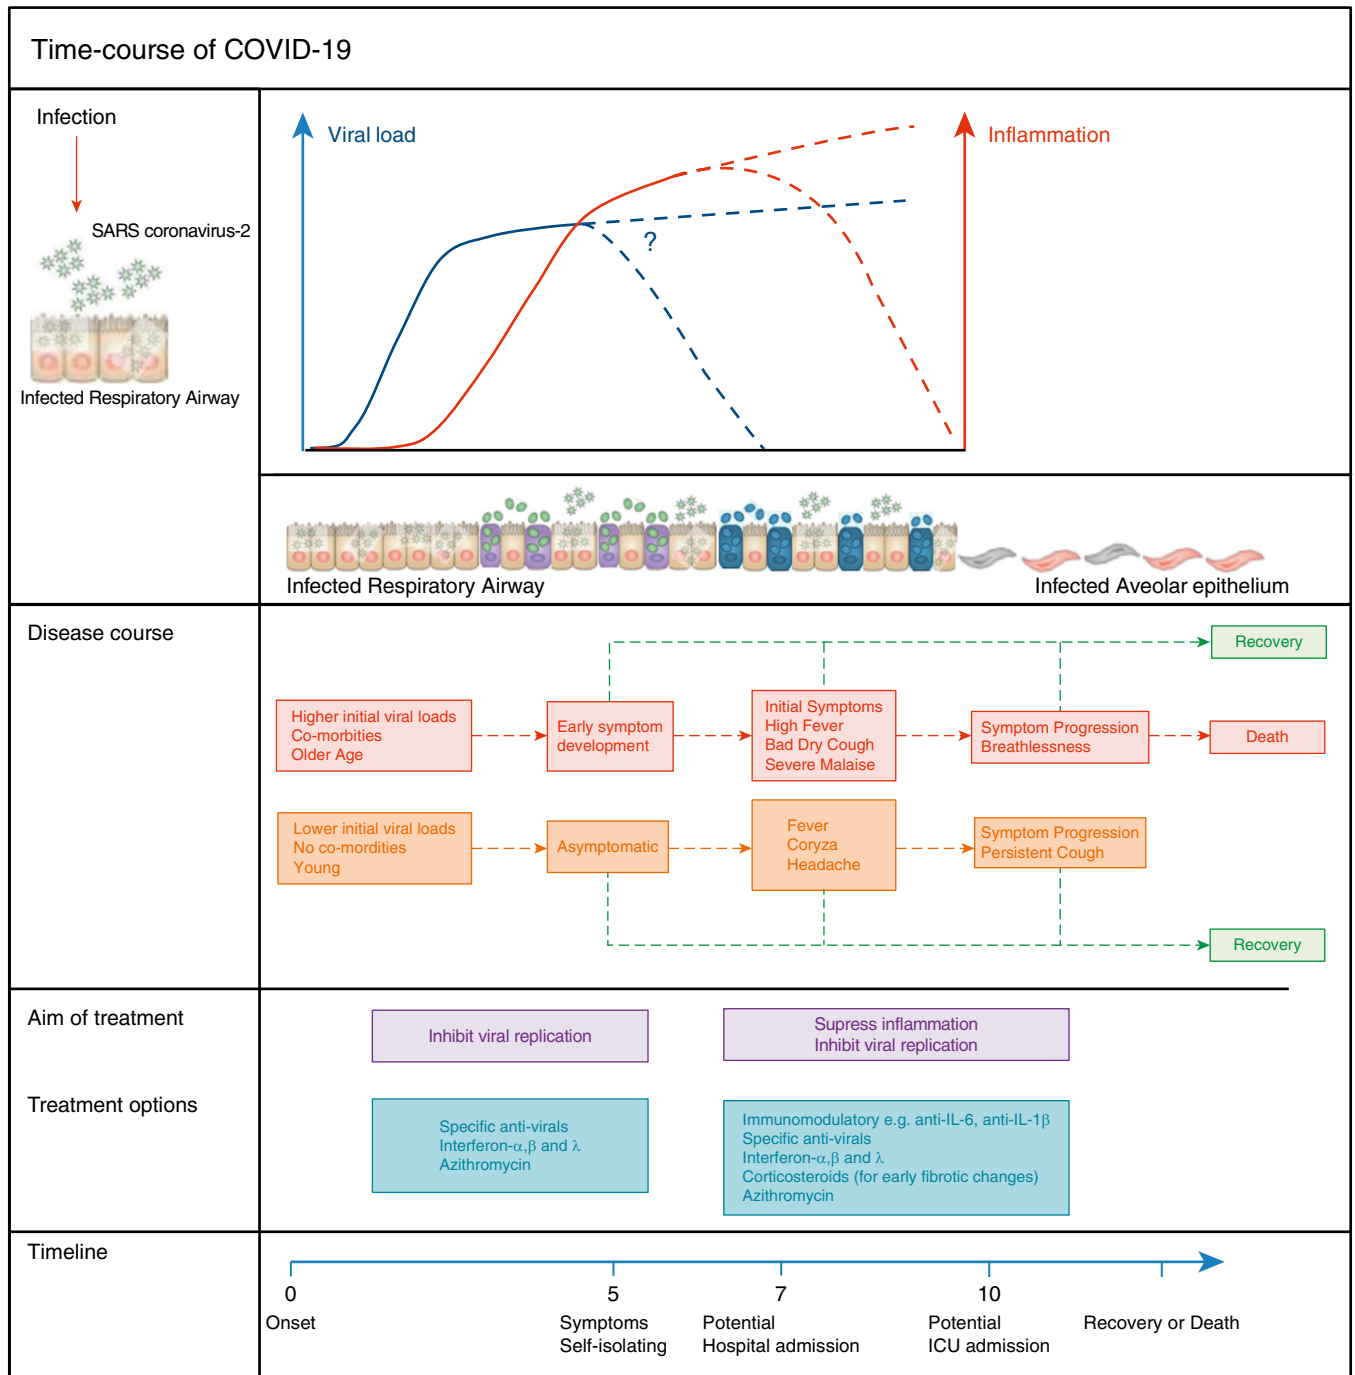 Time-course of COVID-19
Infection
SARS coronavirus-2
Infected Respiratory Airway
Viral load
Inflammation
?
Infected Respiratory Airway
Infected Aveolar epithelium
Disease course
Recovery
Higher initial viral loads
Co-morbities
Older Age
Early symptom
development
Initial Symptoms
High Fever
Bad Dry Cough
Severe Malaise
Symptom Progression
Breathlessness
Death
Lower initial viral loads
No co-mordities
Young
Asymptomatic
Fever
Coryza
Headache
Symptom Progression
Persistent Cough
Recovery
Aim of treatment
Inhibit viral replication
Supress inflammation
Inhibit viral replication
Treatment options
Specific anti-virals
Interferon-α,β and λ
Azithromycin
Immunomodulatory e.g. anti-IL-6, anti-IL-1β
Specific anti-virals
Interferon-α,β and λ
Corticosteroids (for early fibrotic changes)
Azithromycin
Timeline
0
5
7
10
Onset
Symptoms
Self-isolating
Potential
Hospital admission
Potential
ICU admission
Recovery or Death